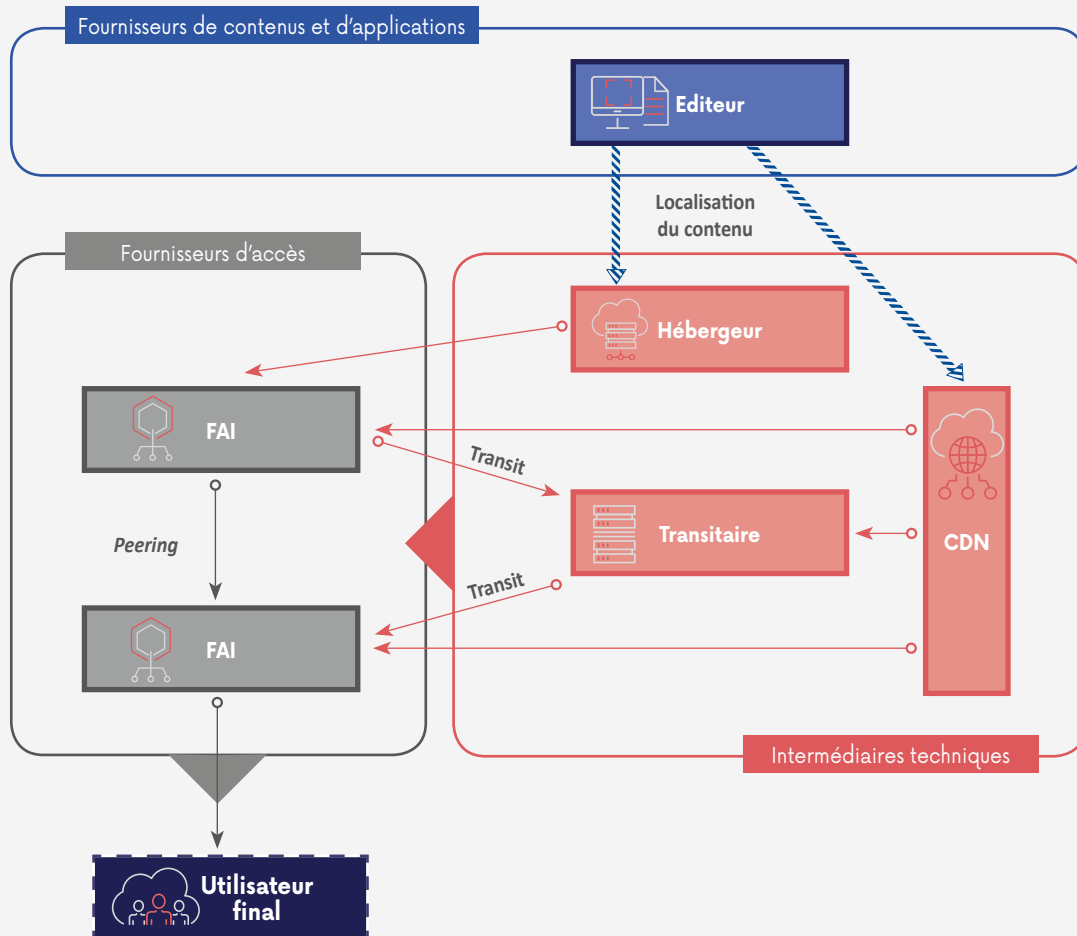 Fournisseurs de contenus et d'applications
Editeur
Localisation
du contenu
Fournisseurs d'accès
Hébergeur
FAI
Transit
Transitaire
CDN
Peering
Transit
FAI
Intermédiaires techniques
Utilisateur
final